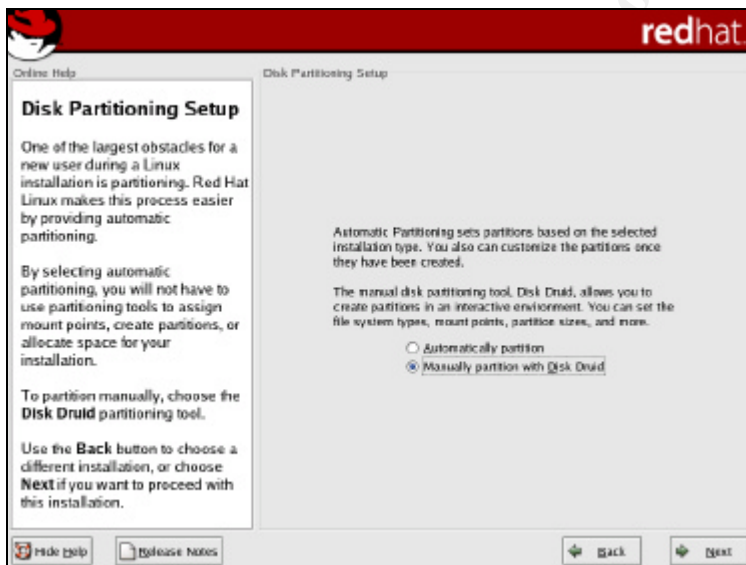 redhat.
Online Help
Disk Partitioning Setup
Disk Partitioning Setup
One of the largest obstacles for a
new user during a Linux
installation is partitioning. Red Hat
Linux makes this process easier
by providing automatic
partitioning.
By selecting automatic
partitioning, you will not have to
use partitioning tools to assign
mount points, create partitions, or
allocate space for your
installation.
To partition manually, choose the
Disk Druid partitioning tool.
Use the Back button to choose a
different installation, or choose
Next if you want to proceed with
this installation.
Automatic Partitioning sets partitions based on the selected
installation type. You also can customize the partitions once
they have been created.
The manual disk partitioning tool, Disk Druid, allows you to
create partitions in an interactive environment. You can set the
file system types, mount points, partition sizes, and more.
Automatically partition
Manually partition with Disk Druid
Hide Help
Release Notes
Back
Next